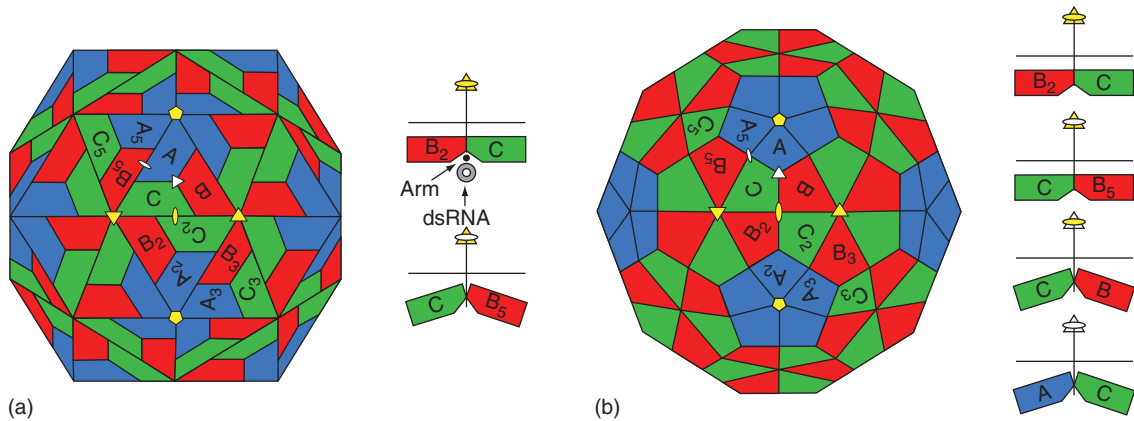 A₅
C₅
A
B₅
B
C
C₂
B₂
B₃
A₂
A₃
C₃
B₂ C
Arm
dsRNA
C B₅
(a)
C₅
A₅
A
B₅
C
B
B₂
C₂
B₃
A₂
A₃
C₃
B₂ C
C B₅
C B
A C
(b)